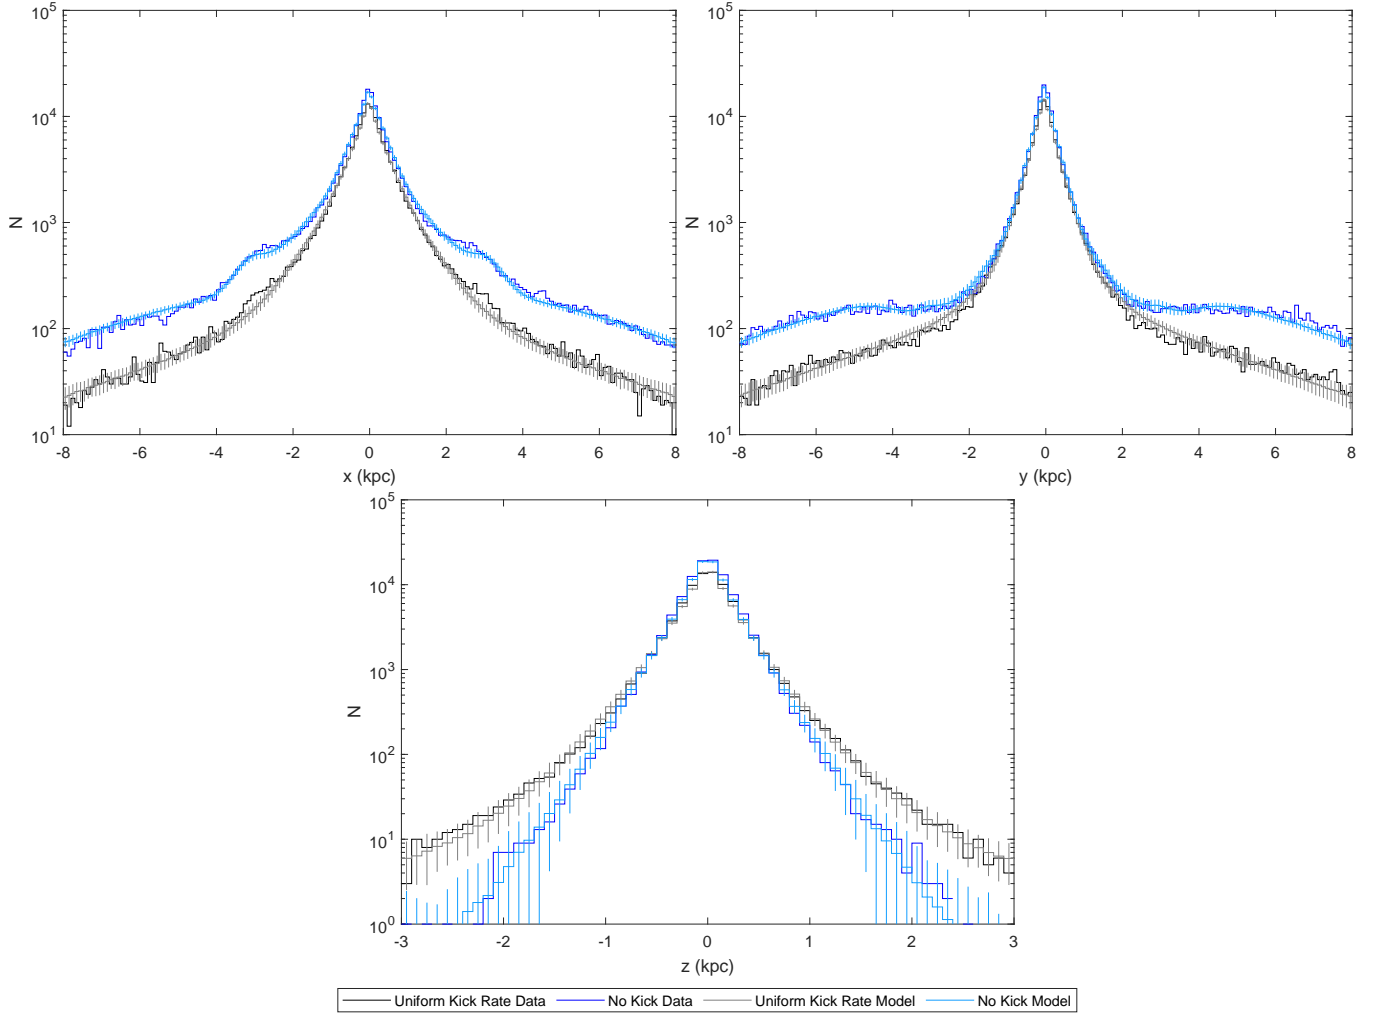 10^5
10^4
10^3
10^2
10^1
N
-8 -6 -4 -2 0 2 4 6 8
x (kpc)
10^5
10^4
10^3
10^2
10^1
N
-8 -6 -4 -2 0 2 4 6 8
y (kpc)
10^5
10^4
10^3
10^2
10^1
10^0
N
-3 -2 -1 0 1 2 3
z (kpc)
Uniform Kick Rate Data No Kick Data Uniform Kick Rate Model No Kick Model